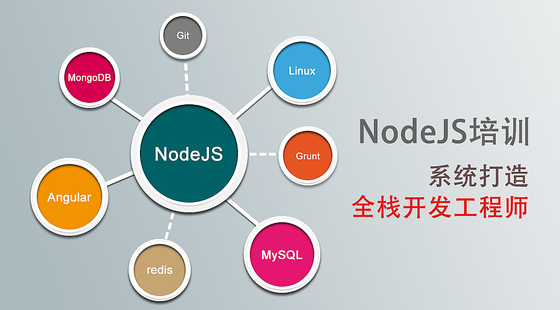 Git
MongoDB
Linux
NodeJS
Grunt
Angular
redis
MySQL
NodeJS培训
系统打造
全栈开发工程师